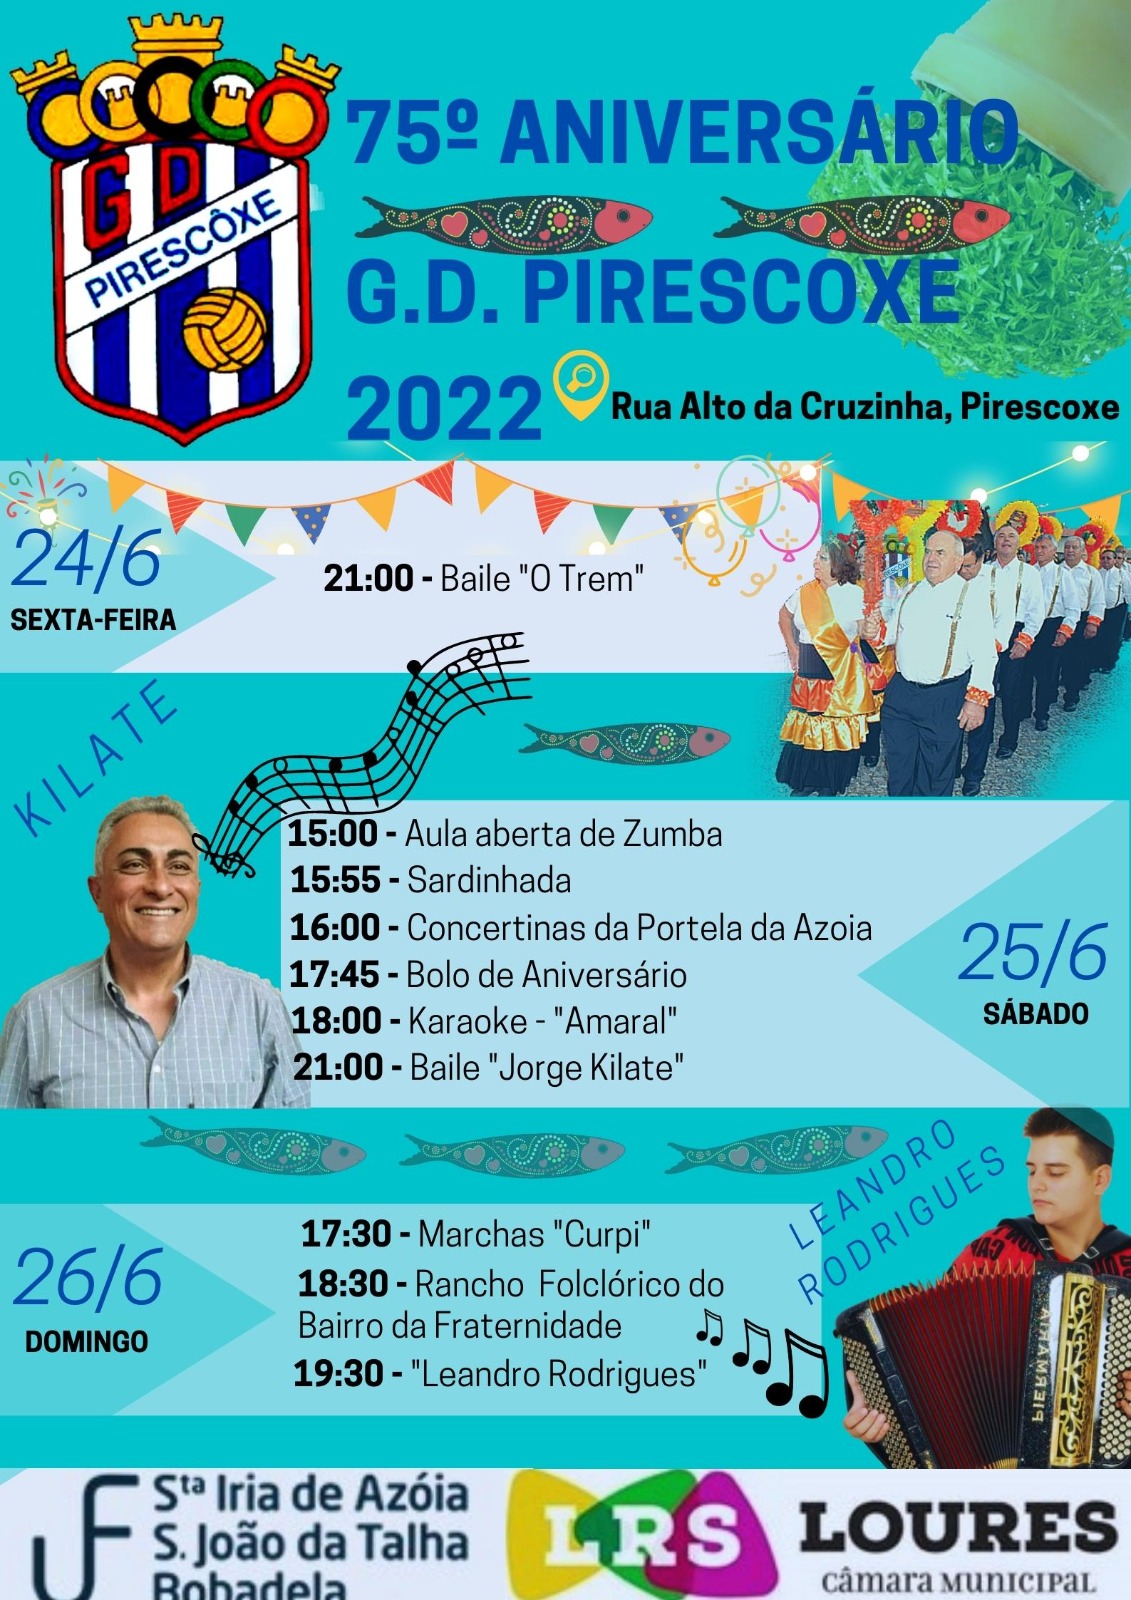 GD
PIRESCÔXE
75º ANIVERSÁRIO
G.D. PIRESCOXE
2022
Rua Alto da Cruzinha, Pirescoxe
24/6
SEXTA-FEIRA
21:00 - Baile "O Trem"
KILATE
15:00 - Aula aberta de Zumba
15:55 - Sardinhada
16:00 - Concertinas da Portela da Azoia
17:45 - Bolo de Aniversário
18:00 - Karaoke - "Amaral"
21:00 - Baile "Jorge Kilate"
25/6
SÁBADO
LEANDRO
RODRIGUES
26/6
DOMINGO
17:30 - Marchas "Curpi"
18:30 - Rancho Folclórico do
Bairro da Fraternidade
19:30 - "Leandro Rodrigues"
PIERMARIA
JF
Sta Iria de Azóia
S. João da Talha
Bobadela
LRS
LOURES
câmara MUNICIPAL